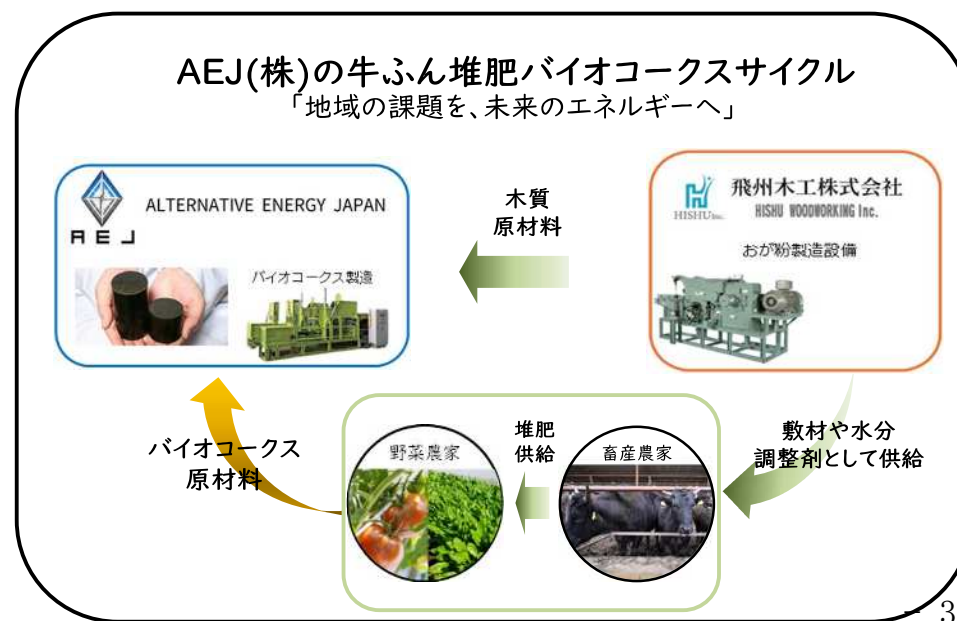 AEJ(株)の牛ふん堆肥バイオコークスサイクル
「地域の課題を、未来のエネルギーへ」
AEJ
ALTERNATIVE ENERGY JAPAN
バイオコークス製造
木質
原材料
HISHU Inc.
飛州木工株式会社
HISHU WOODWORKING Inc.
おが粉製造設備
バイオコークス
原材料
野菜農家
堆肥
供給
畜産農家
敷材や水分
調整剤として供給
- 3